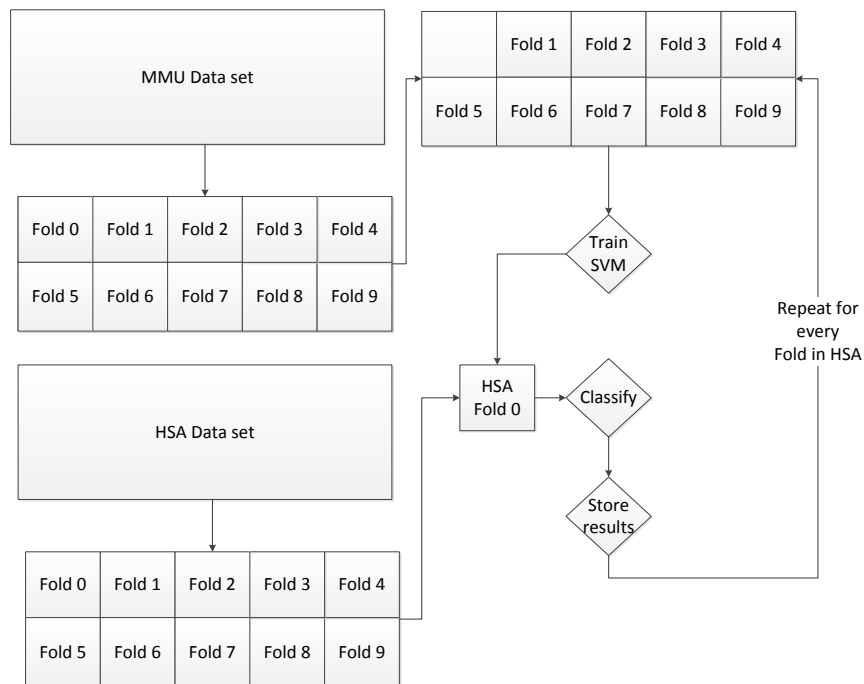 MMU Data set
Fold 0 Fold 1 Fold 2 Fold 3 Fold 4
Fold 5 Fold 6 Fold 7 Fold 8 Fold 9
Fold 1 Fold 2 Fold 3 Fold 4
Fold 5 Fold 6 Fold 7 Fold 8 Fold 9
Train
SVM
Repeat for
every
Fold in HSA
HSA Data set
HSA
Fold 0
Classify
Store
results
Fold 0 Fold 1 Fold 2 Fold 3 Fold 4
Fold 5 Fold 6 Fold 7 Fold 8 Fold 9